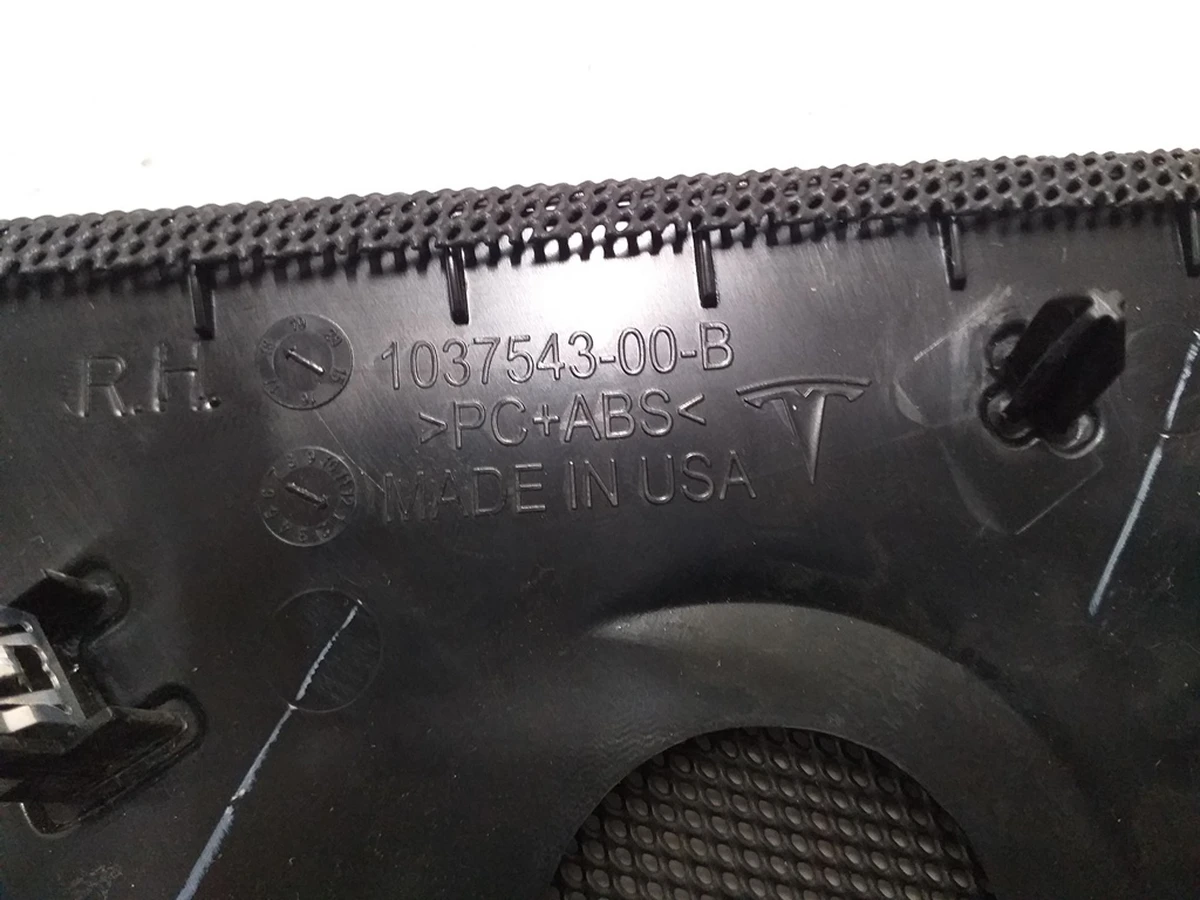 R.H.
1037543-00-B
>PC+ABS<
MADE IN USA